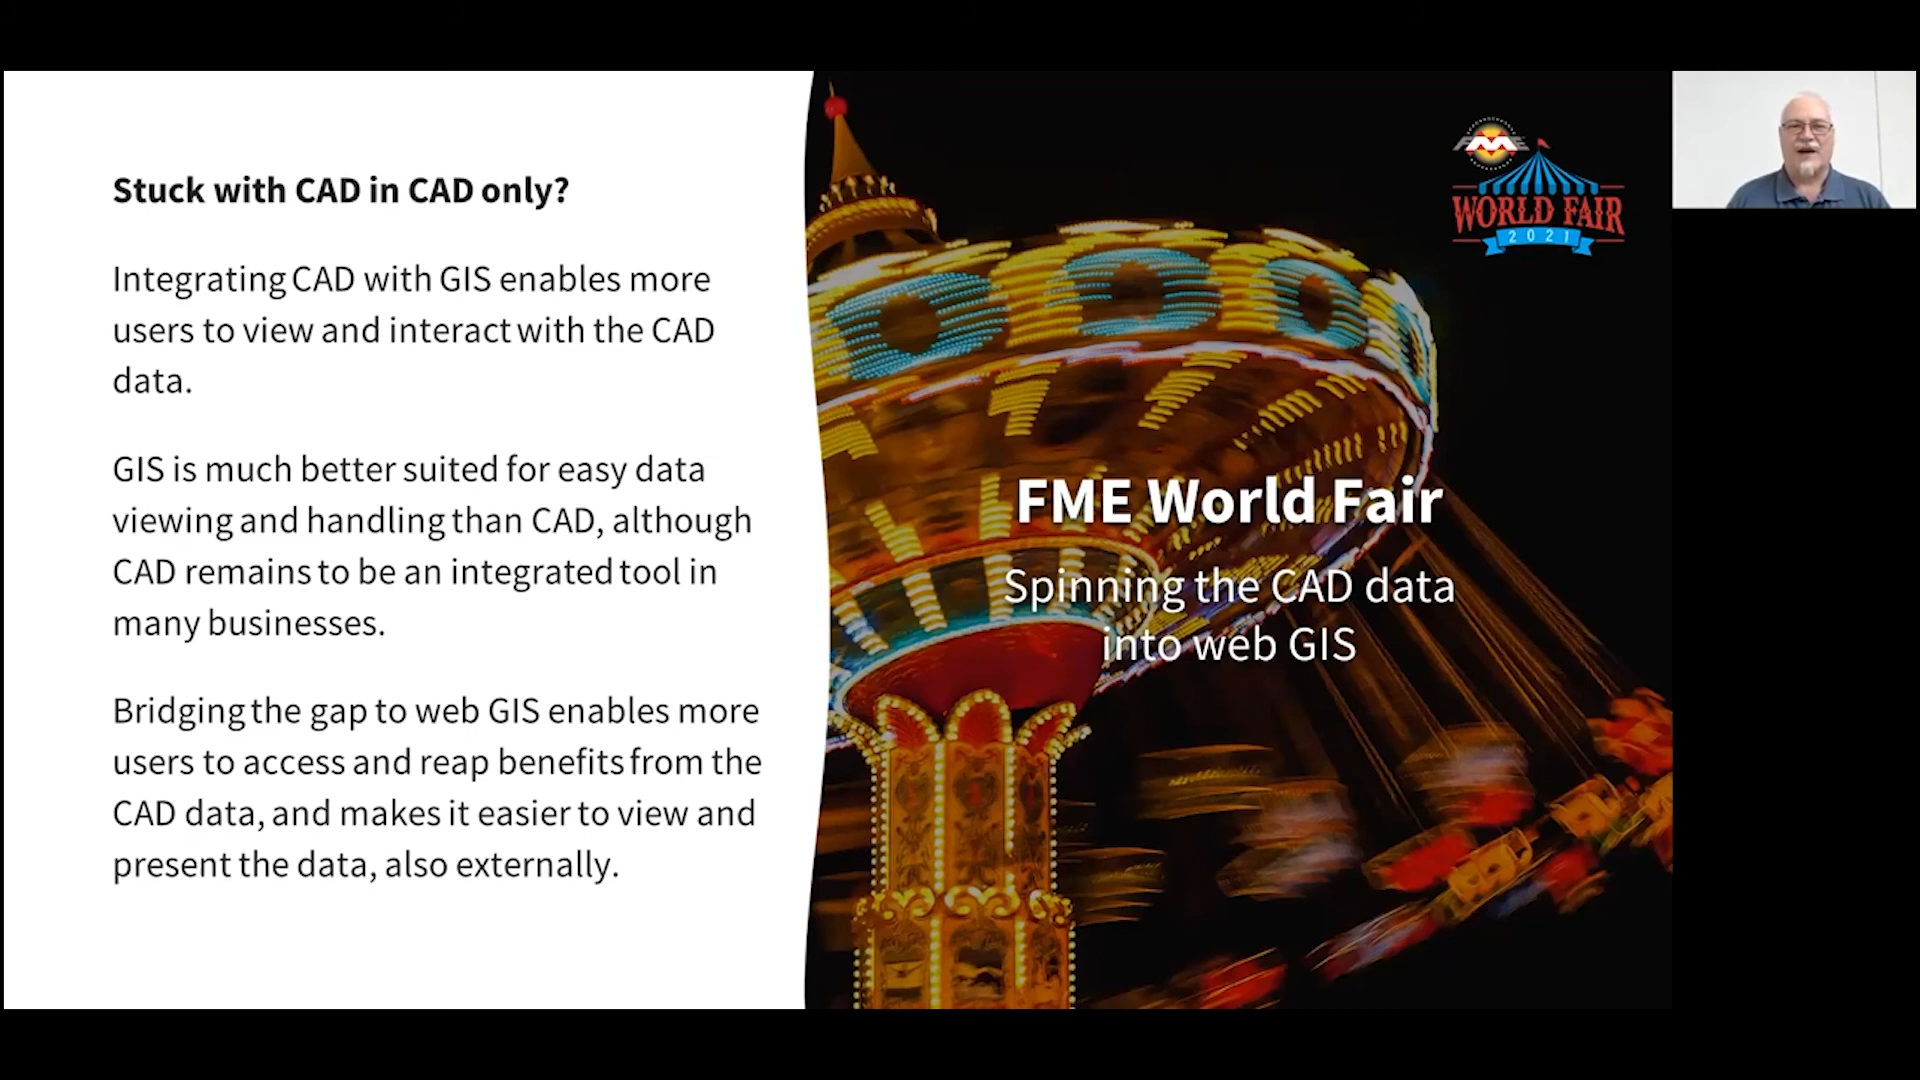 Stuck with CAD in CAD only?
Integrating CAD with GIS enables more
users to view and interact with the CAD
data.
GIS is much better suited for easy data
viewing and handling than CAD, although
CAD remains to be an integrated tool in
many businesses.
Bridging the gap to web GIS enables more
users to access and reap benefits from the
CAD data, and makes it easier to view and
present the data, also externally.
FME
WORLD FAIR
2021
FME World Fair
Spinning the CAD data
into web GIS